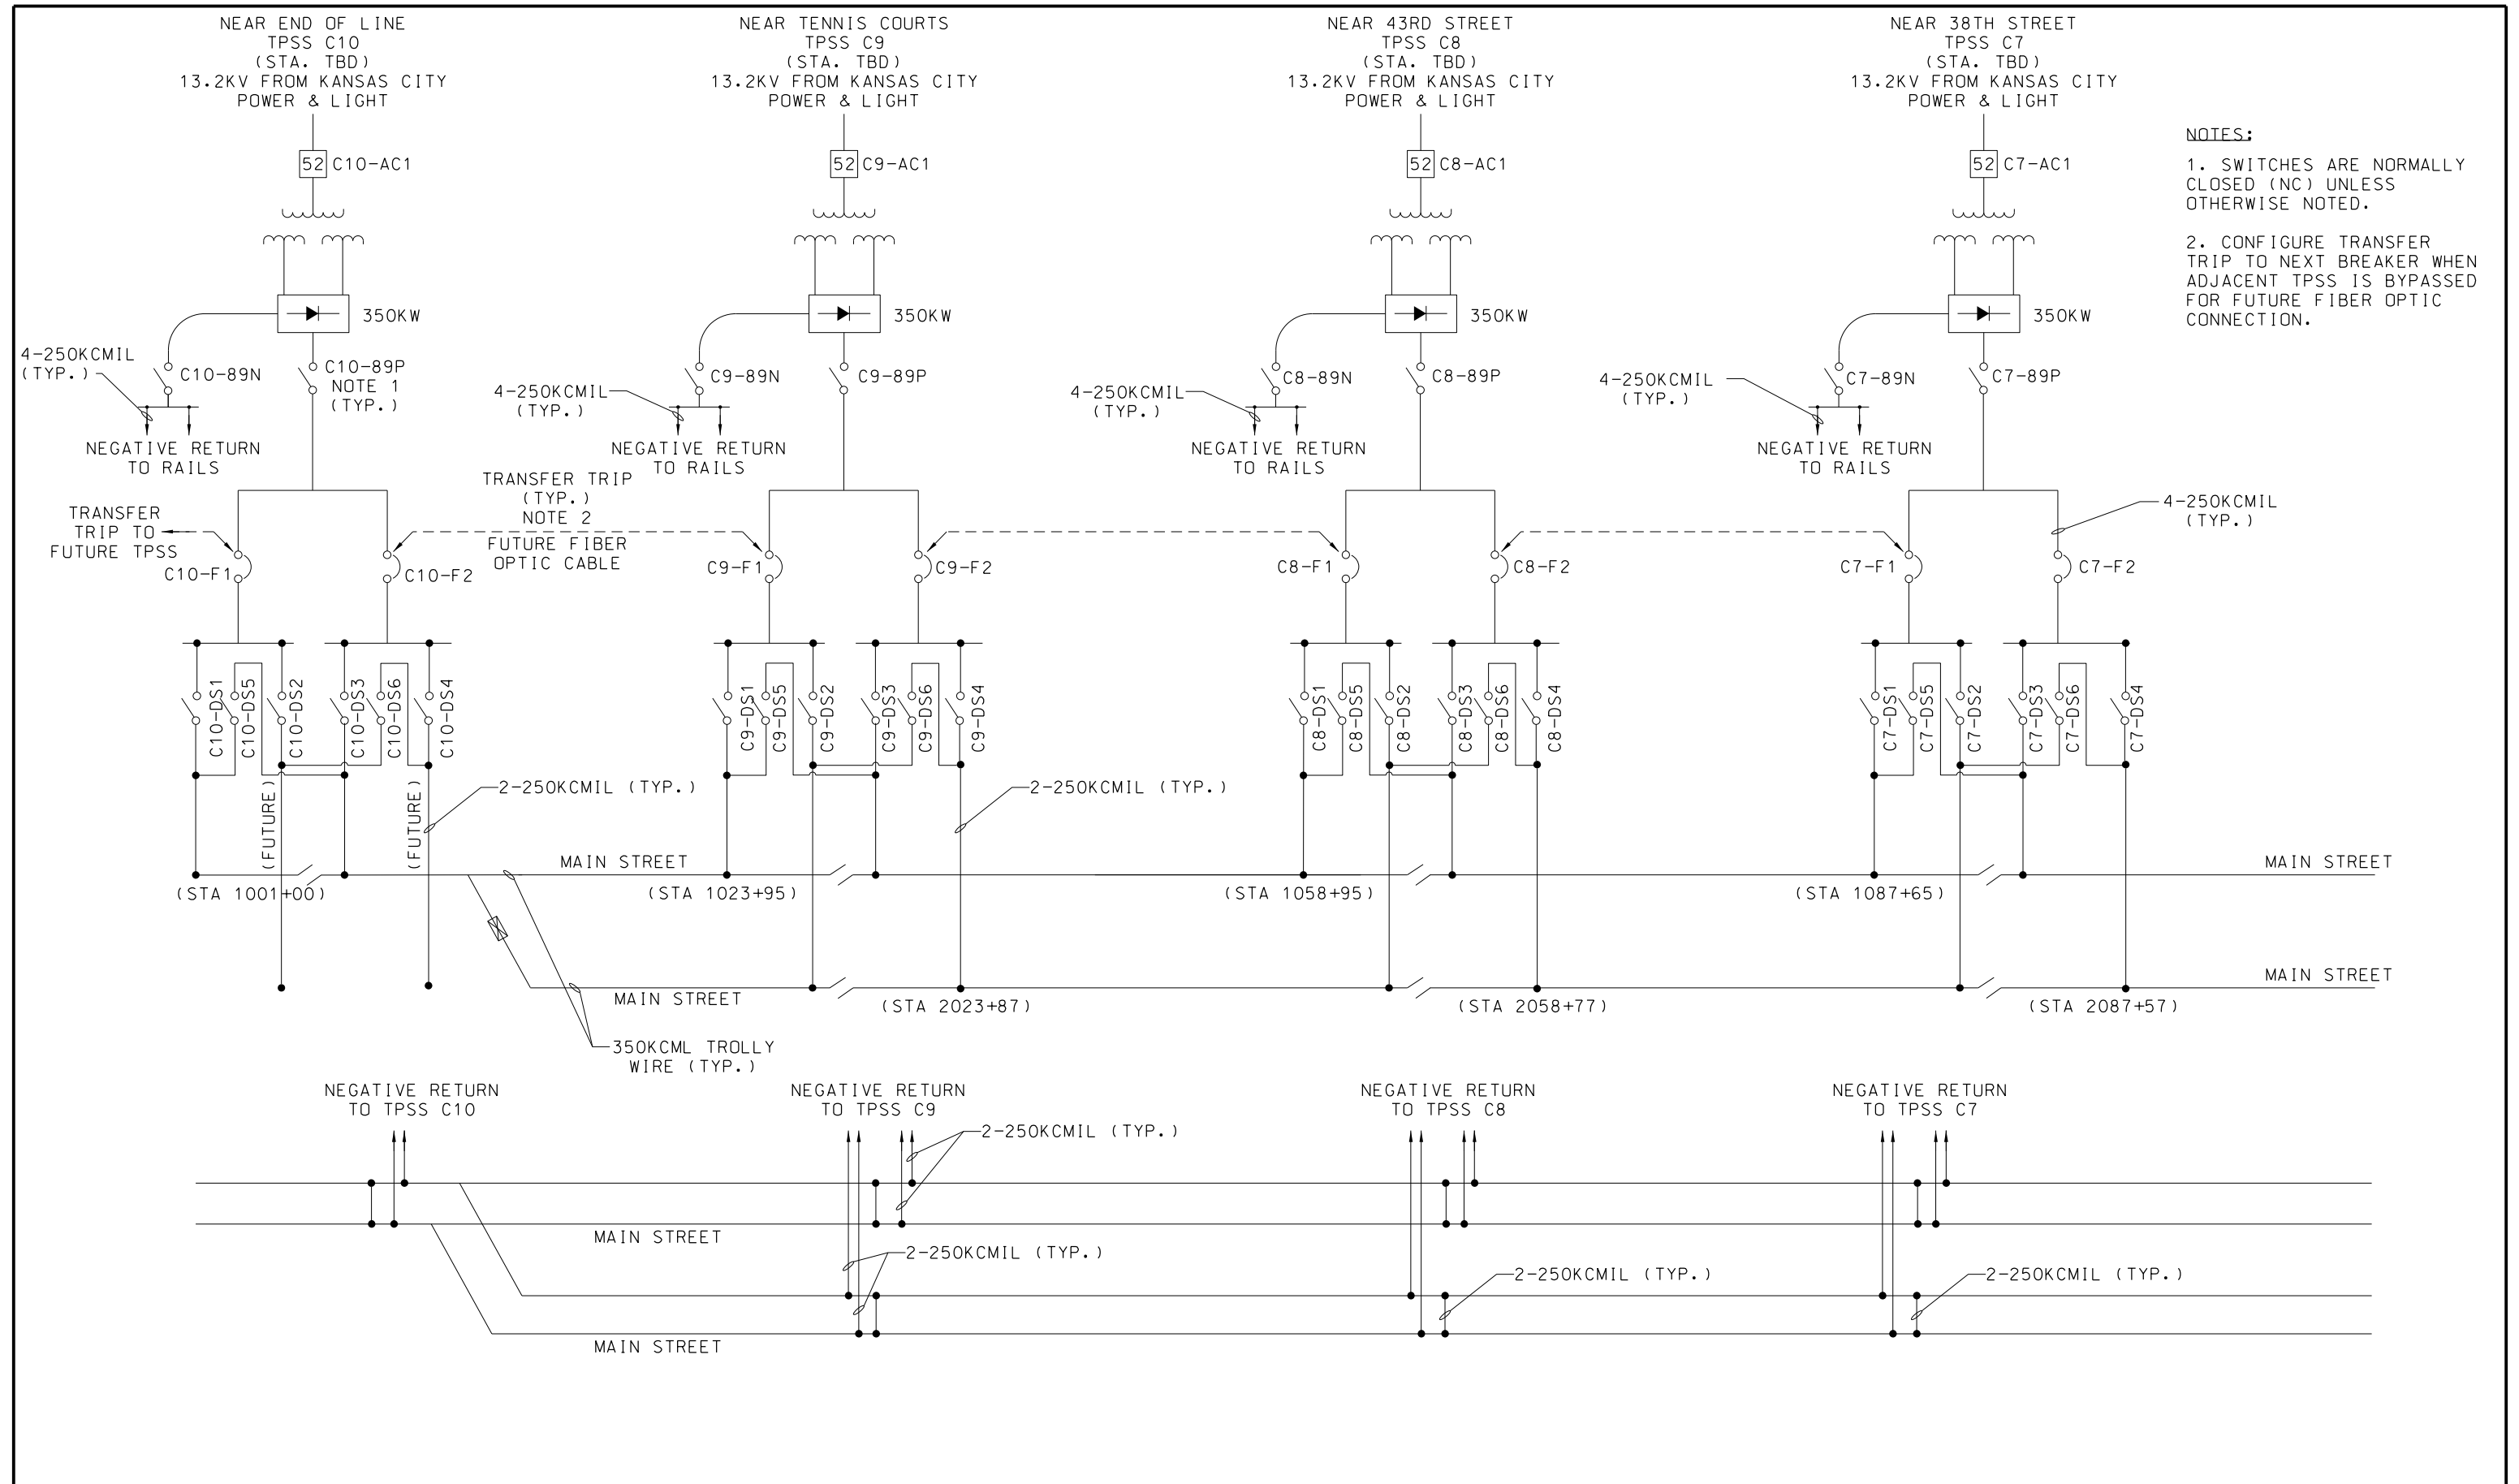 NEAR END OF LINE
TPSS C10
(STA. TBD)
13.2KV FROM KANSAS CITY
POWER & LIGHT
NEAR TENNIS COURTS
TPSS C9
(STA. TBD)
13.2KV FROM KANSAS CITY
POWER & LIGHT
NEAR 43RD STREET
TPSS C8
(STA. TBD)
13.2KV FROM KANSAS CITY
POWER & LIGHT
NEAR 38TH STREET
TPSS C7
(STA. TBD)
13.2KV FROM KANSAS CITY
POWER & LIGHT
NOTES:
1. SWITCHES ARE NORMALLY
CLOSED (NC) UNLESS
OTHERWISE NOTED.
2. CONFIGURE TRANSFER
TRIP TO NEXT BREAKER WHEN
ADJACENT TPSS IS BYPASSED
FOR FUTURE FIBER OPTIC
CONNECTION.
52 C10-AC1
52 C9-AC1
52 C8-AC1
52 C7-AC1
350KW
350KW
350KW
350KW
4-250KCMIL
(TYP.)
C10-89N
C10-89P
NOTE 1
(TYP.)
4-250KCMIL
(TYP.)
C9-89N
C9-89P
4-250KCMIL
(TYP.)
C8-89N
C8-89P
4-250KCMIL
(TYP.)
C7-89N
C7-89P
NEGATIVE RETURN
TO RAILS
NEGATIVE RETURN
TO RAILS
NEGATIVE RETURN
TO RAILS
NEGATIVE RETURN
TO RAILS
TRANSFER
TRIP TO
FUTURE TPSS
TRANSFER TRIP
(TYP.)
NOTE 2
FUTURE FIBER
OPTIC CABLE
4-250KCMIL
(TYP.)
C10-F1
C10-F2
C9-F1
C9-F2
C8-F1
C8-F2
C7-F1
C7-F2
C10-DS1
C10-DS5
C10-DS2
C10-DS3
C10-DS6
C10-DS4
C9-DS1
C9-DS5
C9-DS2
C9-DS3
C9-DS6
C9-DS4
C8-DS1
C8-DS5
C8-DS2
C8-DS3
C8-DS6
C8-DS4
C7-DS1
C7-DS5
C7-DS2
C7-DS3
C7-DS6
C7-DS4
(FUTURE)
(FUTURE)
2-250KCMIL (TYP.)
2-250KCMIL (TYP.)
MAIN STREET
MAIN STREET
(STA 1001+00)
(STA 1023+95)
(STA 1058+95)
(STA 1087+65)
MAIN STREET
MAIN STREET
(STA 2023+87)
(STA 2058+77)
(STA 2087+57)
350KCML TROLLY
WIRE (TYP.)
NEGATIVE RETURN
TO TPSS C10
NEGATIVE RETURN
TO TPSS C9
NEGATIVE RETURN
TO TPSS C8
NEGATIVE RETURN
TO TPSS C7
2-250KCMIL (TYP.)
MAIN STREET
2-250KCMIL (TYP.)
2-250KCMIL (TYP.)
2-250KCMIL (TYP.)
MAIN STREET